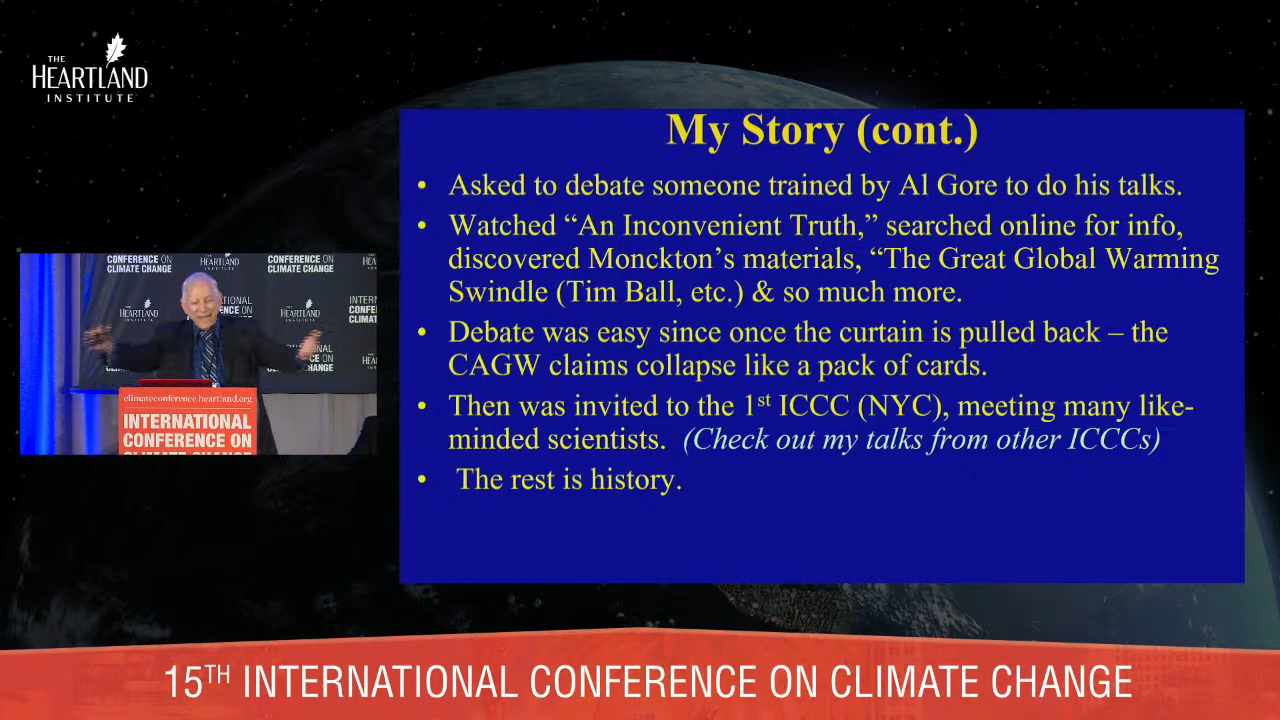 THE
HEARTLAND
INSTITUTE
My Story (cont.)
• Asked to debate someone trained by Al Gore to do his talks.
• Watched “An Inconvenient Truth,” searched online for info,
discovered Monckton’s materials, “The Great Global Warming
Swindle (Tim Ball, etc.) & so much more.
• Debate was easy since once the curtain is pulled back – the
CAGW claims collapse like a pack of cards.
• Then was invited to the 1st ICCC (NYC), meeting many like-
minded scientists. (Check out my talks from other ICCCs)
• The rest is history.
CONFERENCE ON
CLIMATE CHANGE
HEARTLAND
CONFERENCE ON
CLIMATE CHANGE
HEARTLAND
HEARTLAND
climateconference.heartland.org
INTERNATIONAL
CONFERENCE ON
CLIMATE CHANGE
15TH INTERNATIONAL CONFERENCE ON CLIMATE CHANGE